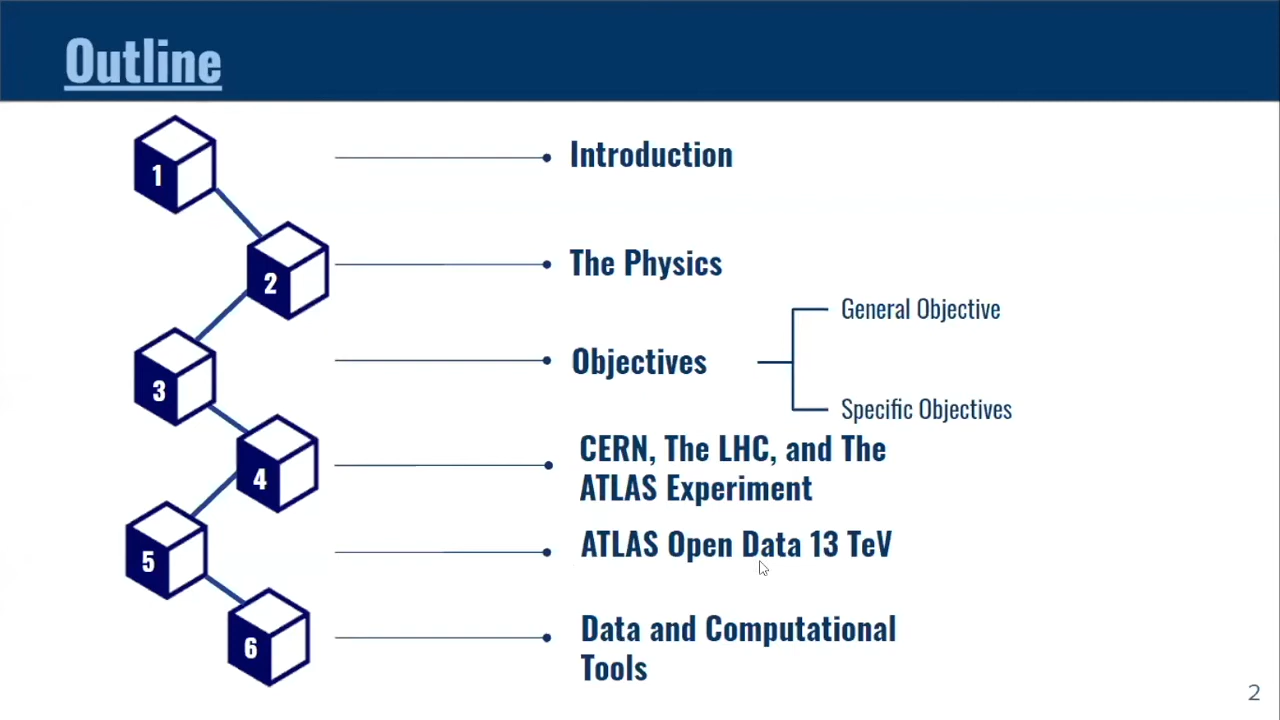 Outline
1
Introduction
2
The Physics
3
Objectives
General Objective
Specific Objectives
4
CERN, The LHC, and The
ATLAS Experiment
5
ATLAS Open Data 13 TeV
6
Data and Computational
Tools
2